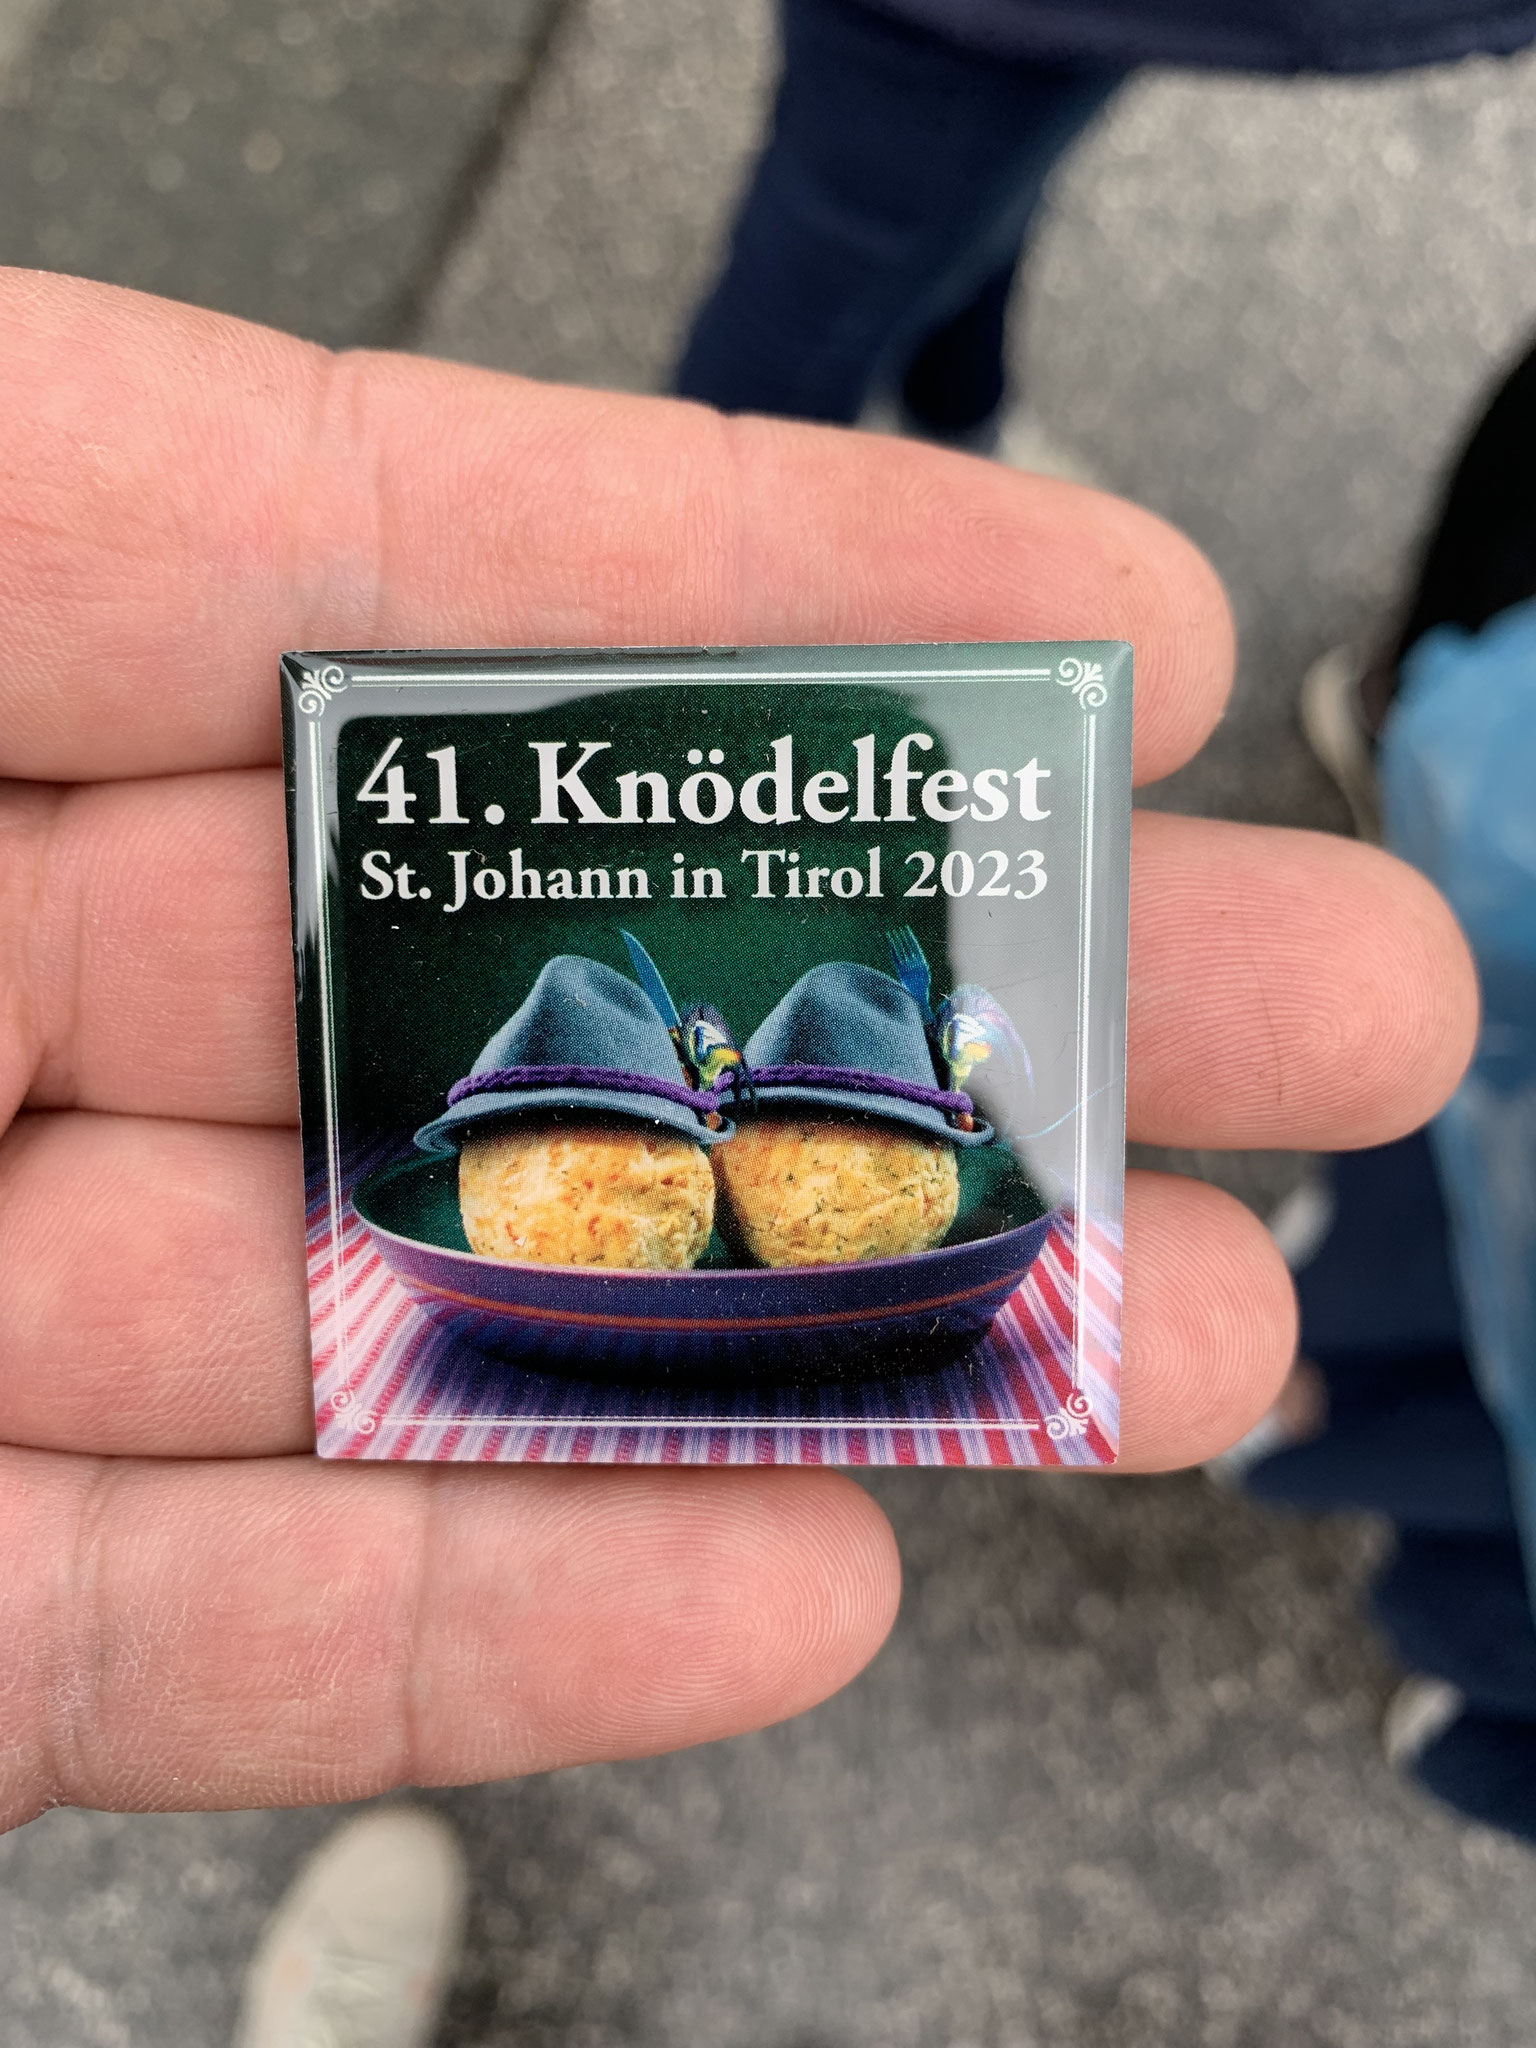 41. Knödelfest
St. Johann in Tirol 2023